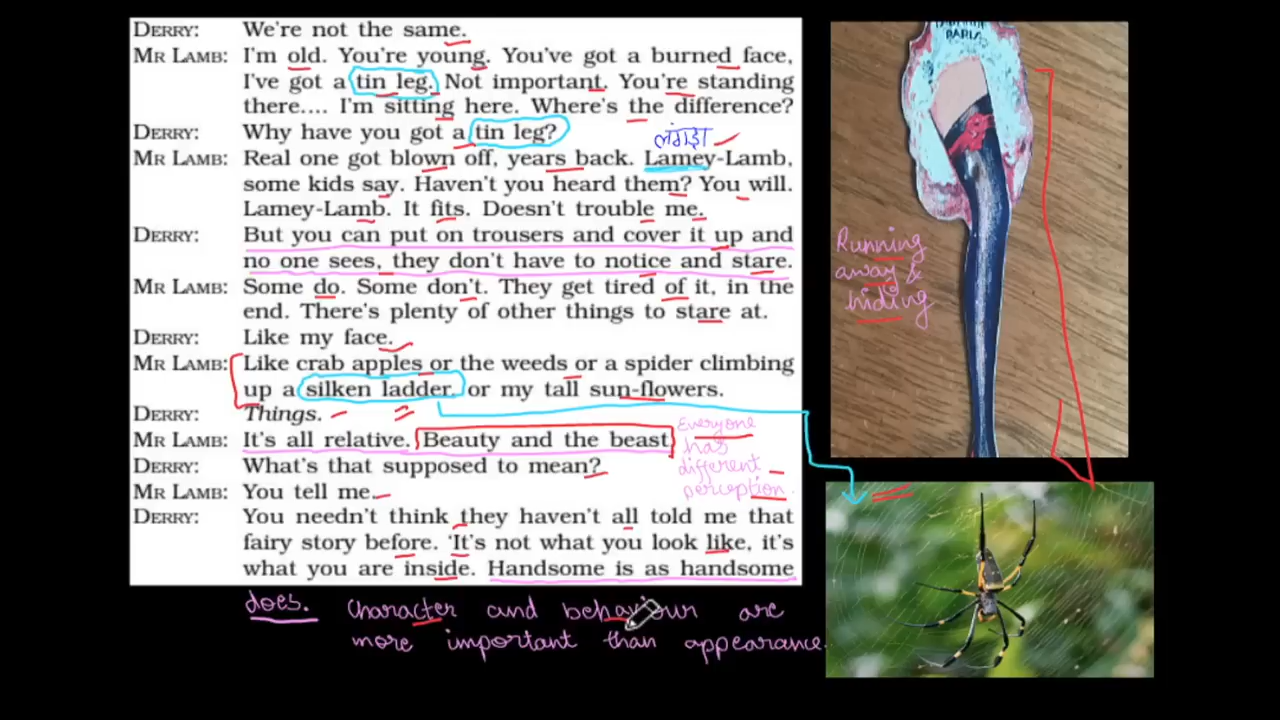 DERRY: We're not the same.
MR LAMB: I'm old. You're young. You've got a burned face,
I've got a tin leg. Not important. You're standing
there.... I'm sitting here. Where's the difference?
DERRY: Why have you got a tin leg?
लंगड़ा
MR LAMB: Real one got blown off, years back. Lamey-Lamb,
some kids say. Haven't you heard them? You will.
Lamey-Lamb. It fits. Doesn't trouble me.
DERRY: But you can put on trousers and cover it up and
no one sees, they don't have to notice and stare.
MR LAMB: Some do. Some don't. They get tired of it, in the
end. There's plenty of other things to stare at.
DERRY: Like my face.
MR LAMB: Like crab apples or the weeds or a spider climbing
up a silken ladder, or my tall sun-flowers.
DERRY: Things.
MR LAMB: It's all relative. Beauty and the beast.
DERRY: What's that supposed to mean?
MR LAMB: You tell me.
DERRY: You needn't think they haven't all told me that
fairy story before. 'It's not what you look like, it's
what you are inside. Handsome is as handsome
does. Character and behaviour are
more important than appearance.
Everyone
has
different
perception.
Running
away &
hiding
PARIS